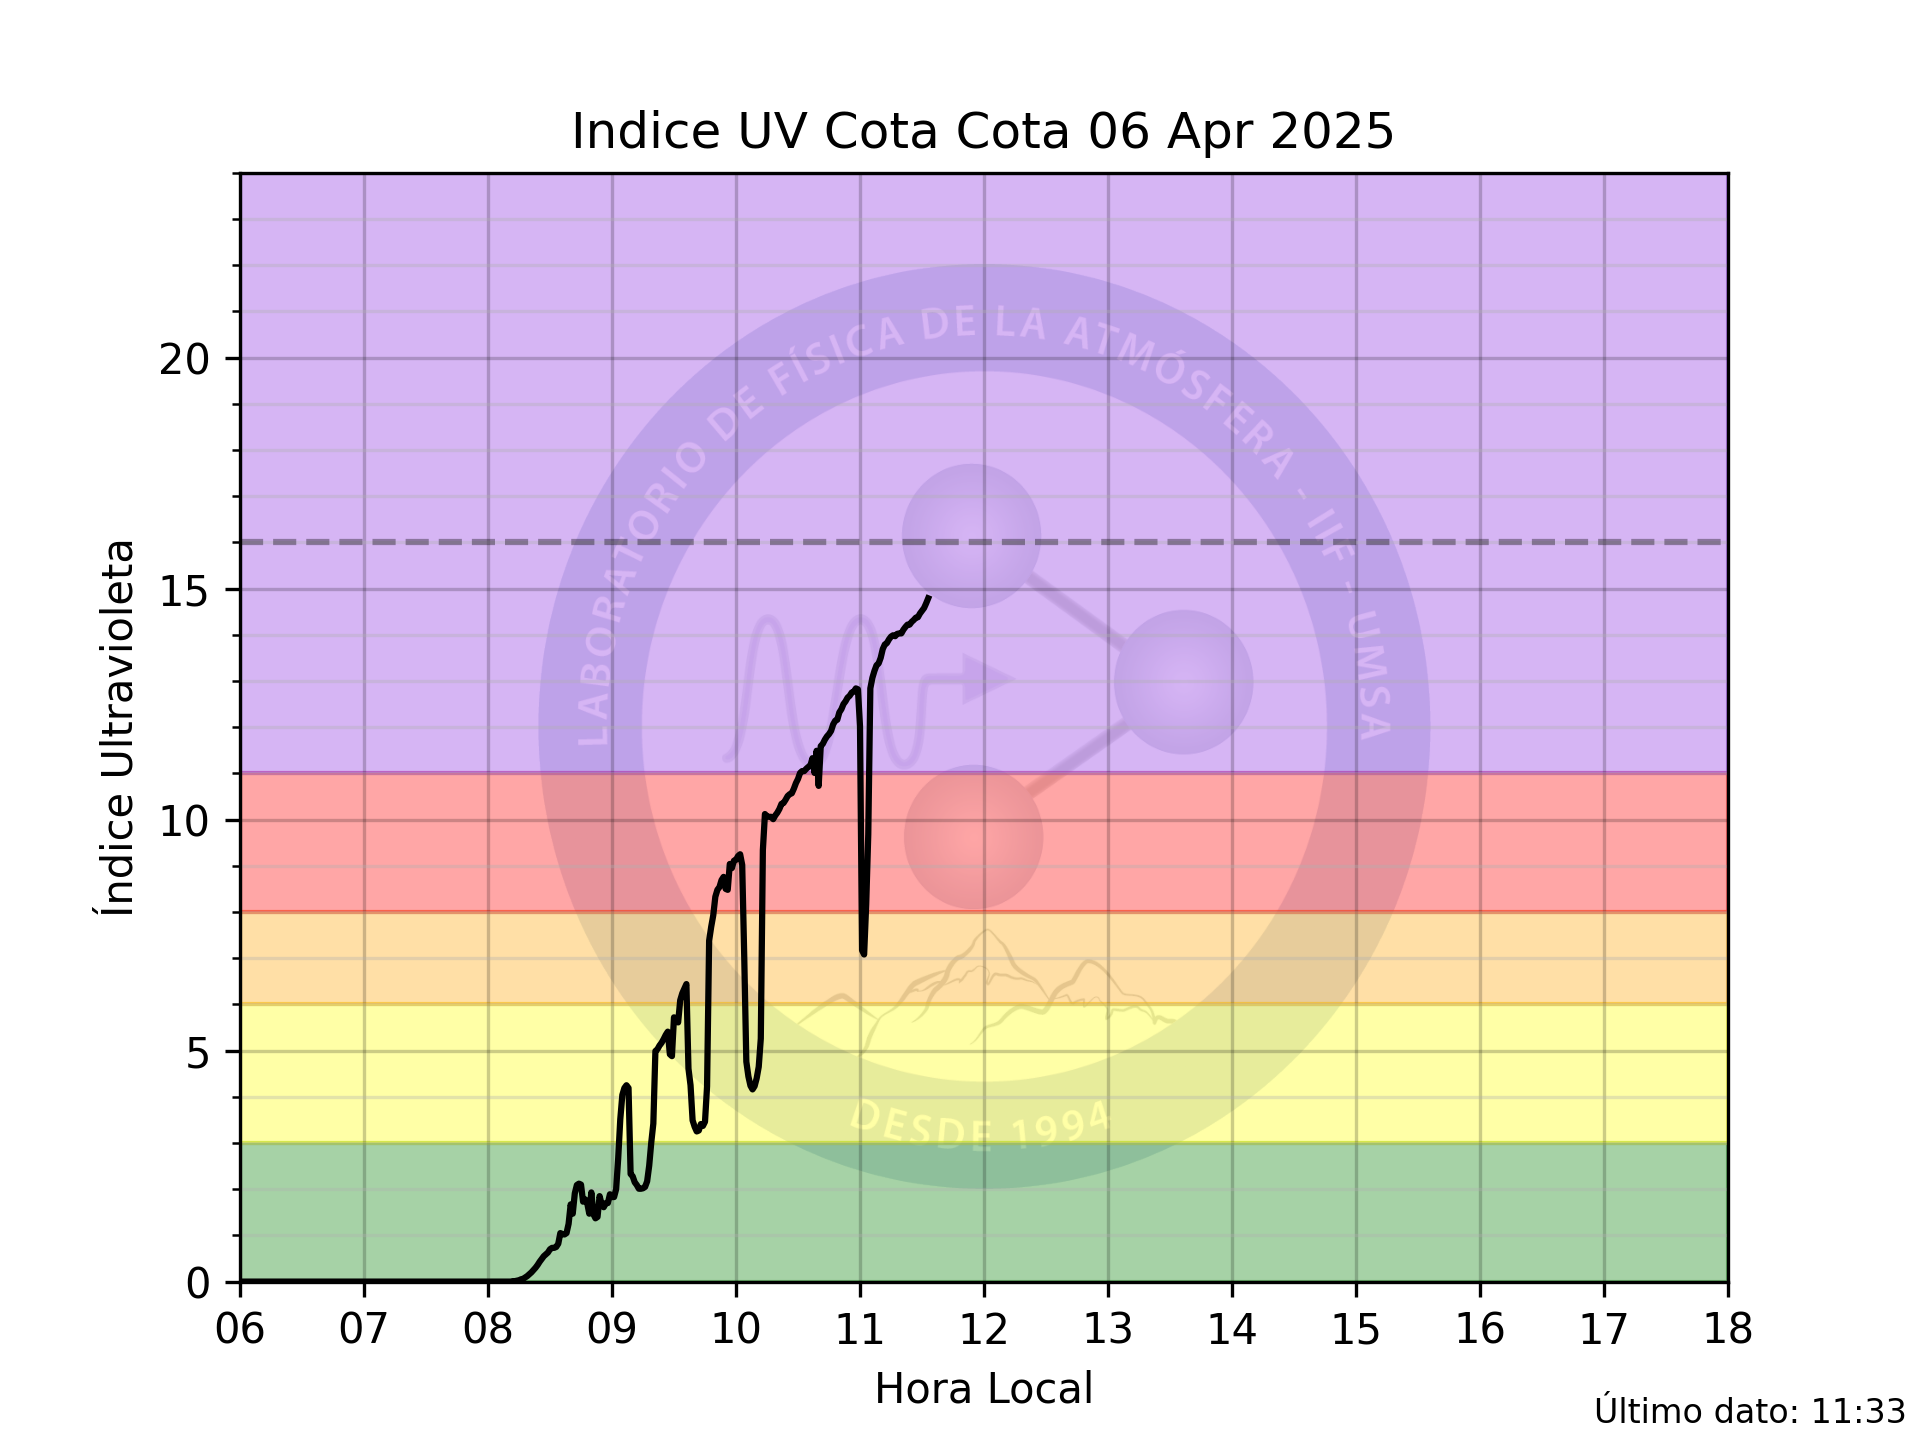 Indice UV Cota Cota 06 Apr 2025
LABORATORIO DE FÍSICA DE LA ATMÓSFERA - IIF - UMSA
DESDE 1994
Índice Ultravioleta
20
15
10
5
0
06 07 08 09 10 11 12 13 14 15 16 17 18
Hora Local
Último dato: 11:33